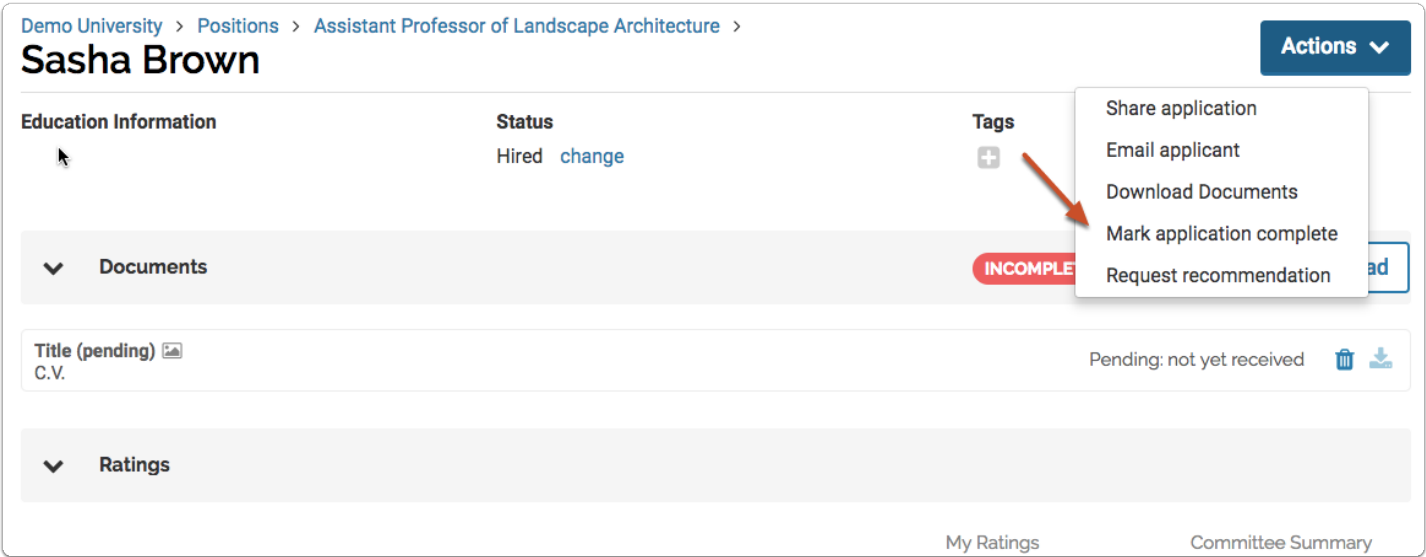 Demo University > Positions > Assistant Professor of Landscape Architecture >
Sasha Brown
Actions
Education Information
Status
Tags
Hired change
Share application
Email applicant
Download Documents
Mark application complete
Request recommendation
Documents
INCOMPLET
ad
Title (pending)
C.V.
Pending: not yet received
Ratings
My Ratings
Committee Summary